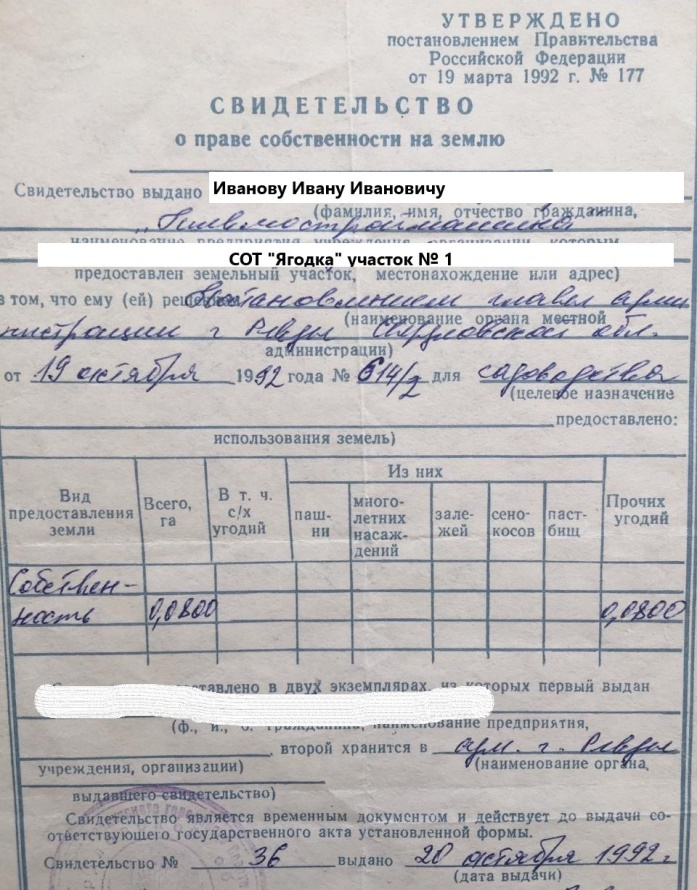 УТВЕРЖДЕНО
постановлением Правительства
Российской Федерации
от 19 марта 1992 г. № 177
СВИДЕТЕЛЬСТВО
о праве собственности на землю
Свидетельство выдано Иванову Ивану Ивановичу
(фамилия, имя, отчество гражданина,
наименование предприятия, учреждения, организации, которым
СОТ "Ягодка" участок № 1
предоставлен земельный участок, местонахождение или адрес)
в том, что ему (ей) Постановлением главы адми
(наименование органа местной
нистрации г Ревды Свердловской обл.
администрации)
от 19 октября 1992 года № 614/2 для садоводства
(целевое назначение
предоставлено:
использования земель)
Вид предоставления земли Всего, га В т. ч. с/х угодий Из них Прочих угодий
пашни многолетних насаждений залежей сенокосов пастбищ
Собствен-
ность 0,0800 0,0800
в двух экземплярах, из которых первый выдан
(ф., и., о. гражданина, наименование предприятия,
, второй хранится в адм. г. Ревды
учреждения, организации) (наименование органа,
выдавшего свидетельство)
Свидетельство является временным документом и действует до выдачи со-
ответствующего государственного акта установленной формы.
Свидетельство № 36 выдано 20 октября 1992 г
(дата выдачи)